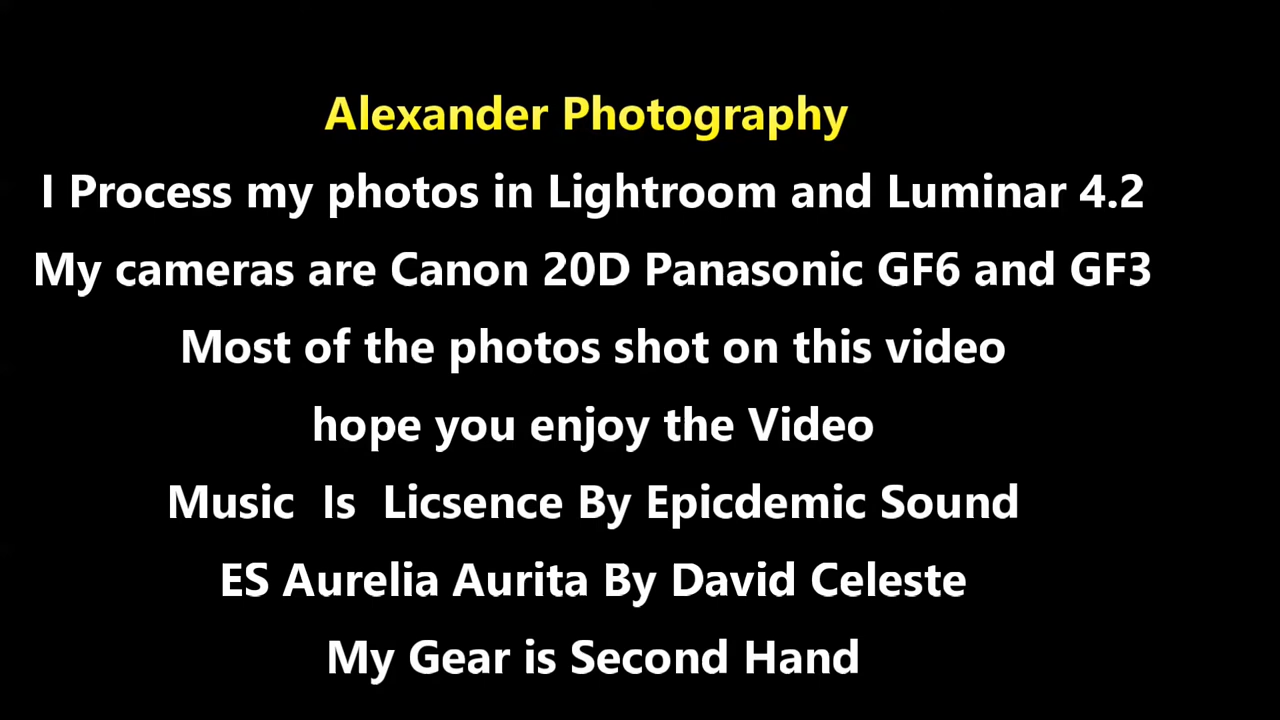 Alexander Photography
I Process my photos in Lightroom and Luminar 4.2
My cameras are Canon 20D Panasonic GF6 and GF3
Most of the photos shot on this video
hope you enjoy the Video
Music Is Licsence By Epicdemic Sound
ES Aurelia Aurita By David Celeste
My Gear is Second Hand